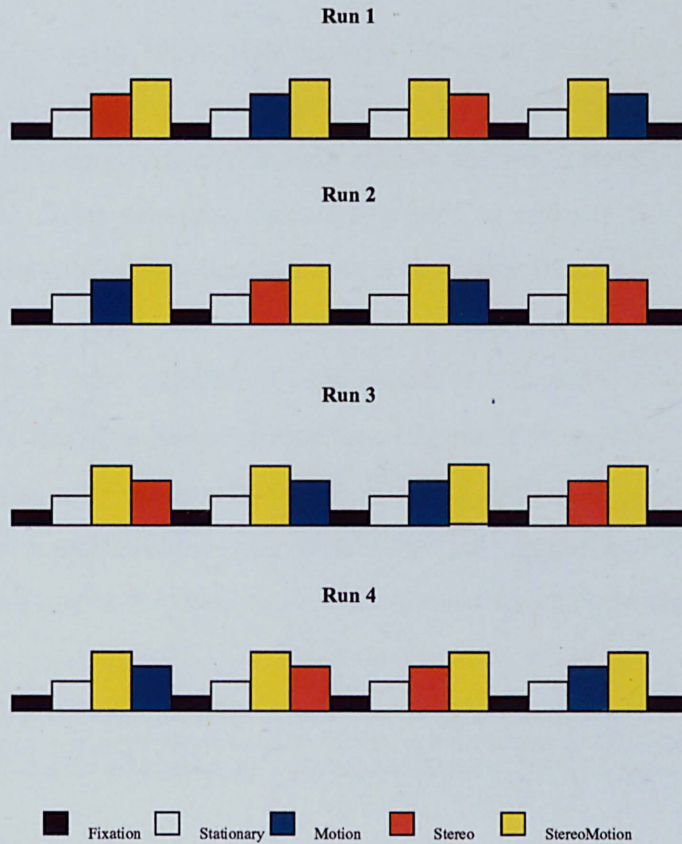 Run 1
Run 2
Run 3
Run 4
Fixation Stationary Motion Stereo StereoMotion